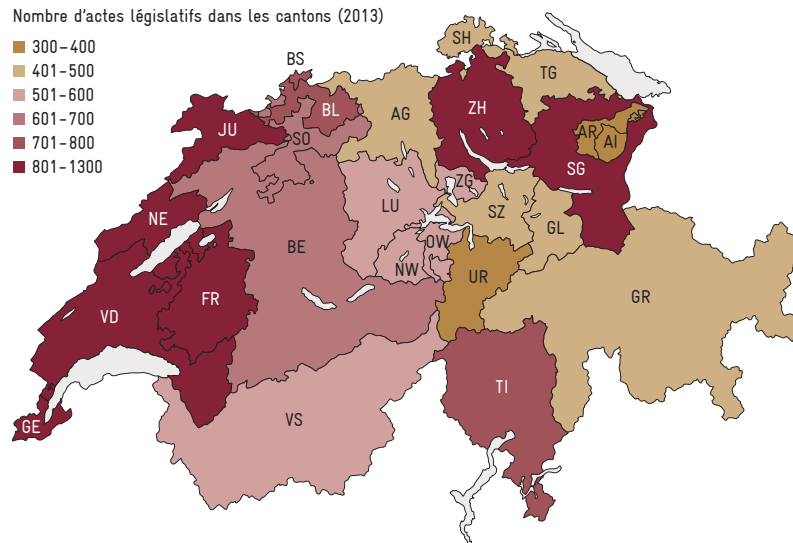 Nombre d'actes législatifs dans les cantons (2013)
300–400
401–500
501–600
601–700
701–800
801–1300
SH
BS
TG
BL
ZH
AG
JU
SO
AR
AI
SG
ZG
LU
SZ
NE
GL
OW
BE
NW
UR
FR
GR
VD
TI
VS
GE